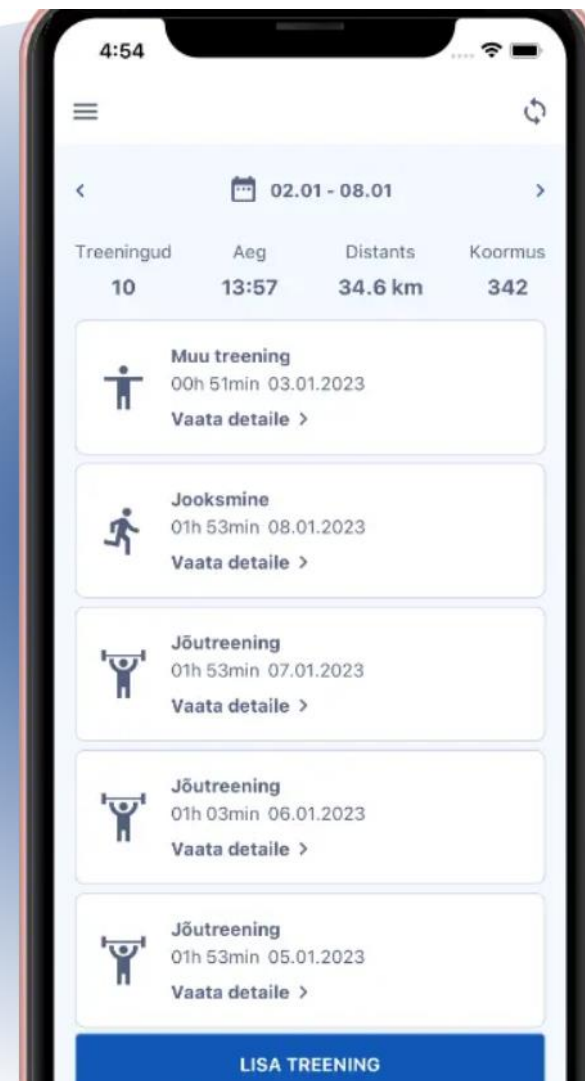 4:54
02.01 - 08.01
Treeningud Aeg Distants Koormus
10 13:57 34.6 km 342
Muu treening
00h 51min 03.01.2023
Vaata detaile >
Jooksmine
01h 53min 08.01.2023
Vaata detaile >
Jõutreening
01h 53min 07.01.2023
Vaata detaile >
Jõutreening
01h 03min 06.01.2023
Vaata detaile >
Jõutreening
01h 53min 05.01.2023
Vaata detaile >
LISA TREENING